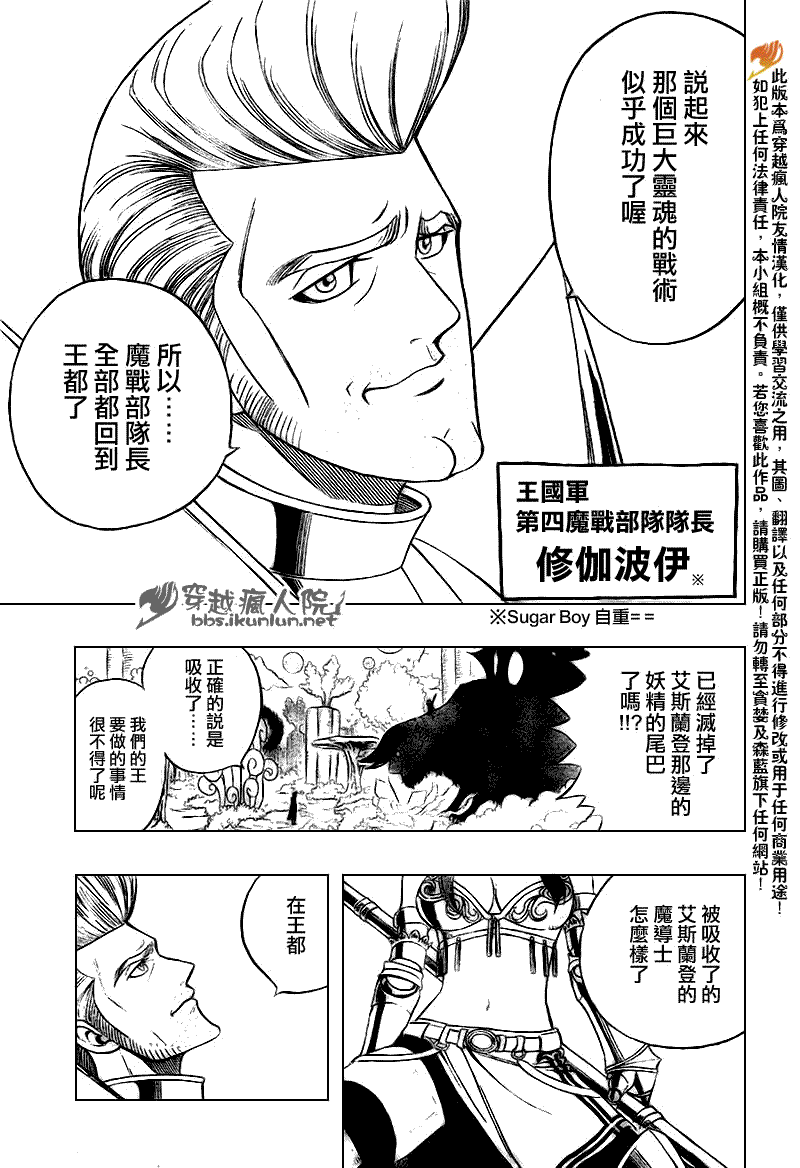 說起來
那個巨大靈魂的戰術
似乎成功了喔
所以……
魔戰部隊長
全部都回到
王都了
王國軍
第四魔戰部隊隊長
修伽波伊※
※Sugar Boy 自重==
穿越瘋人院
bbs.ikunlun.net
已經滅掉了
艾斯蘭登那邊的
妖精的尾巴
了嗎!!?
正確的說是
吸收了……
我們的王
要做的事情
很不得了呢
被吸收了的
艾斯蘭登的
魔導士
怎麼樣了
在王都
此版本爲穿越瘋人院友情漢化，僅供學習交流之用，其圖、翻譯以及任何部分不得進行修改或用于任何商業用途！
如犯上任何法律責任，本小組概不負責。若您喜歡此作品，請購買正版！請勿轉至貪婪及森藍旗下任何網站！